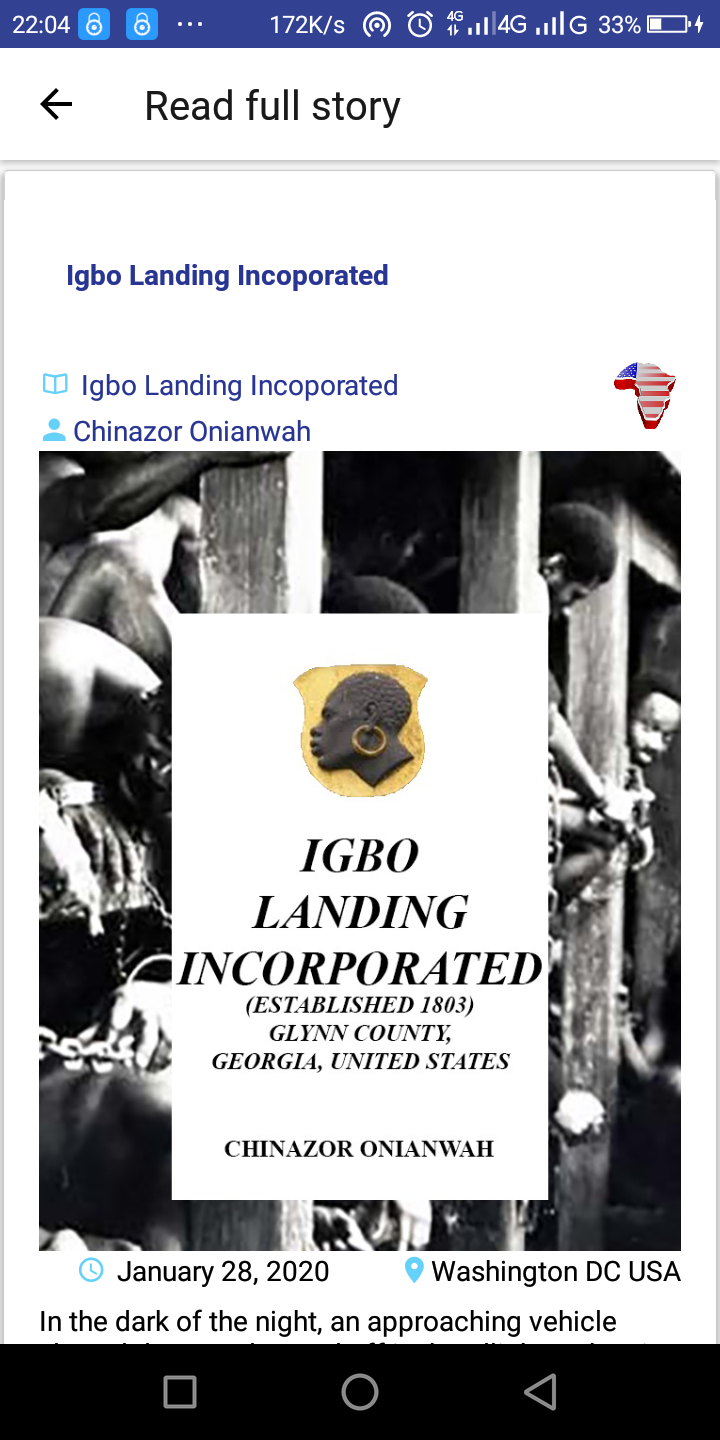 22:04 172K/s 4G 4G G 33%
Read full story
Igbo Landing Incoporated
Igbo Landing Incoporated
Chinazor Onianwah
IGBO
LANDING
INCORPORATED
(ESTABLISHED 1803)
GLYNN COUNTY,
GEORGIA, UNITED STATES
CHINAZOR ONIANWAH
January 28, 2020 Washington DC USA
In the dark of the night, an approaching vehicle